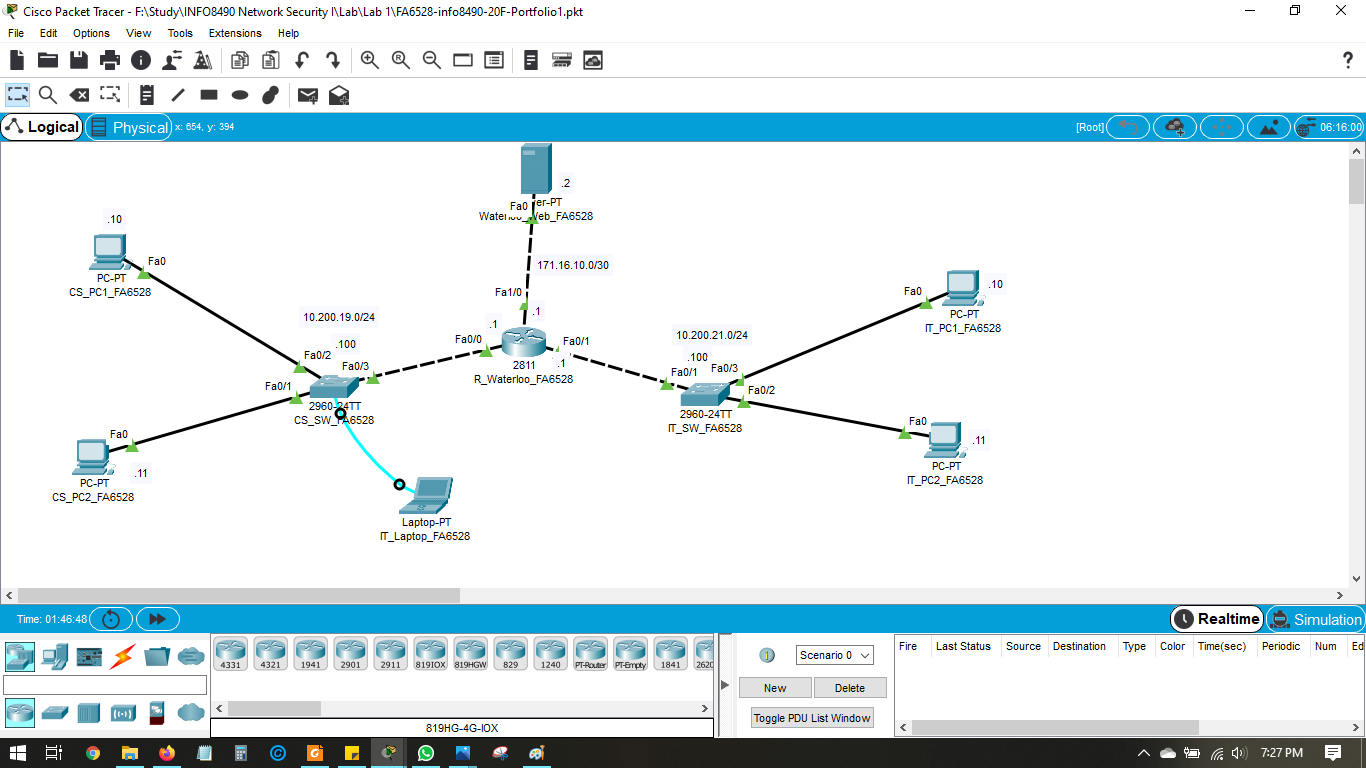 Cisco Packet Tracer - F:\Study\INFO8490 Network Security I\Lab\Lab 1\FA6528-info8490-20F-Portfolio1.pkt
File Edit Options View Tools Extensions Help
?
Logical Physical x: 654, y: 394 [Root] 06:16:00
.2
Fa0 er-PT
Waterloo_Web_FA6528
.10
Fa0
PC-PT
CS_PC1_FA6528
171.16.10.0/30
Fa1/0
.1
10.200.19.0/24
.100
Fa0/2
Fa0/3
Fa0/1
.1
Fa0/0
Fa0/1
.1
2811
R_Waterloo_FA6528
10.200.21.0/24
.100
Fa0/1
Fa0/3
Fa0/2
2960-24TT
IT_SW_FA6528
Fa0
.10
PC-PT
IT_PC1_FA6528
2960-24TT
CS_SW_FA6528
Fa0
.11
PC-PT
CS_PC2_FA6528
Fa0
.11
PC-PT
IT_PC2_FA6528
Laptop-PT
IT_Laptop_FA6528
Time: 01:46:48 Realtime Simulation
4331 4321 1941 2901 2911 819IOX 819HGW 829 1240 PT-Router PT-Empty 1841 2620
819HG-4G-IOX
Scenario 0
New Delete
Toggle PDU List Window
Fire Last Status Source Destination Type Color Time(sec) Periodic Num Ed
7:27 PM